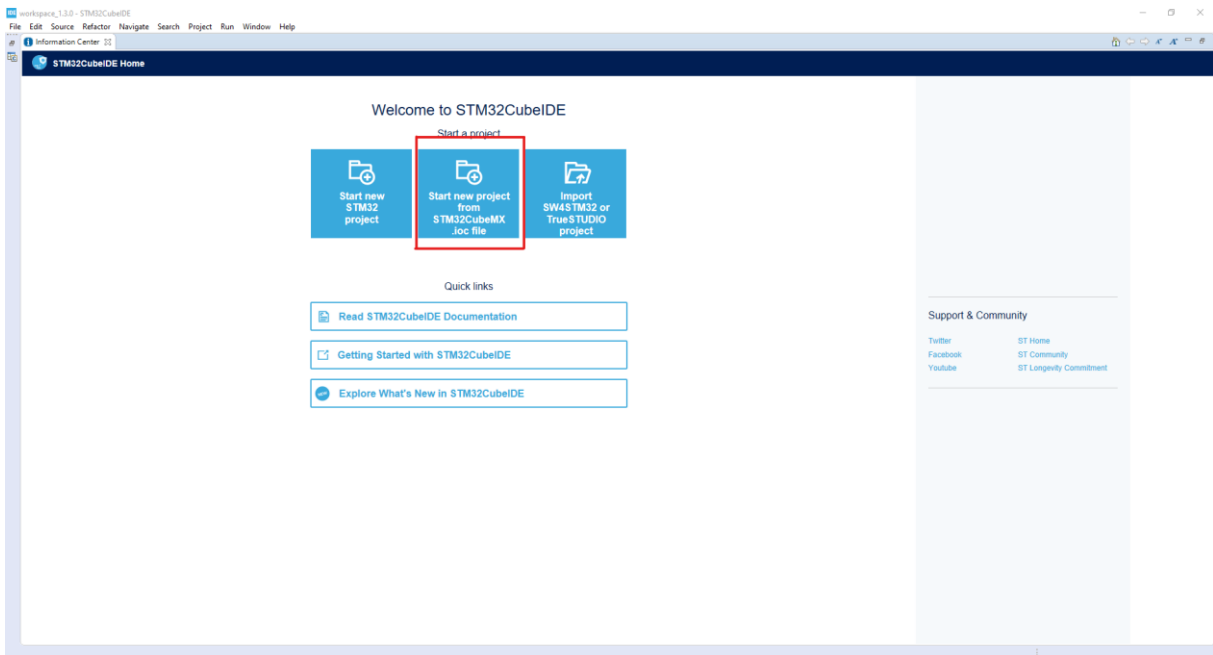 workspace_1.3.0 - STM32CubeIDE
File Edit Source Refactor Navigate Search Project Run Window Help
Information Center
STM32CubeIDE Home
Welcome to STM32CubeIDE
Start a project
Start new
STM32
project
Start new project
from
STM32CubeMX
.ioc file
Import
SW4STM32 or
TrueSTUDIO
project
Quick links
Read STM32CubeIDE Documentation
Getting Started with STM32CubeIDE
Explore What's New in STM32CubeIDE
Support & Community
Twitter ST Home
Facebook ST Community
Youtube ST Longevity Commitment